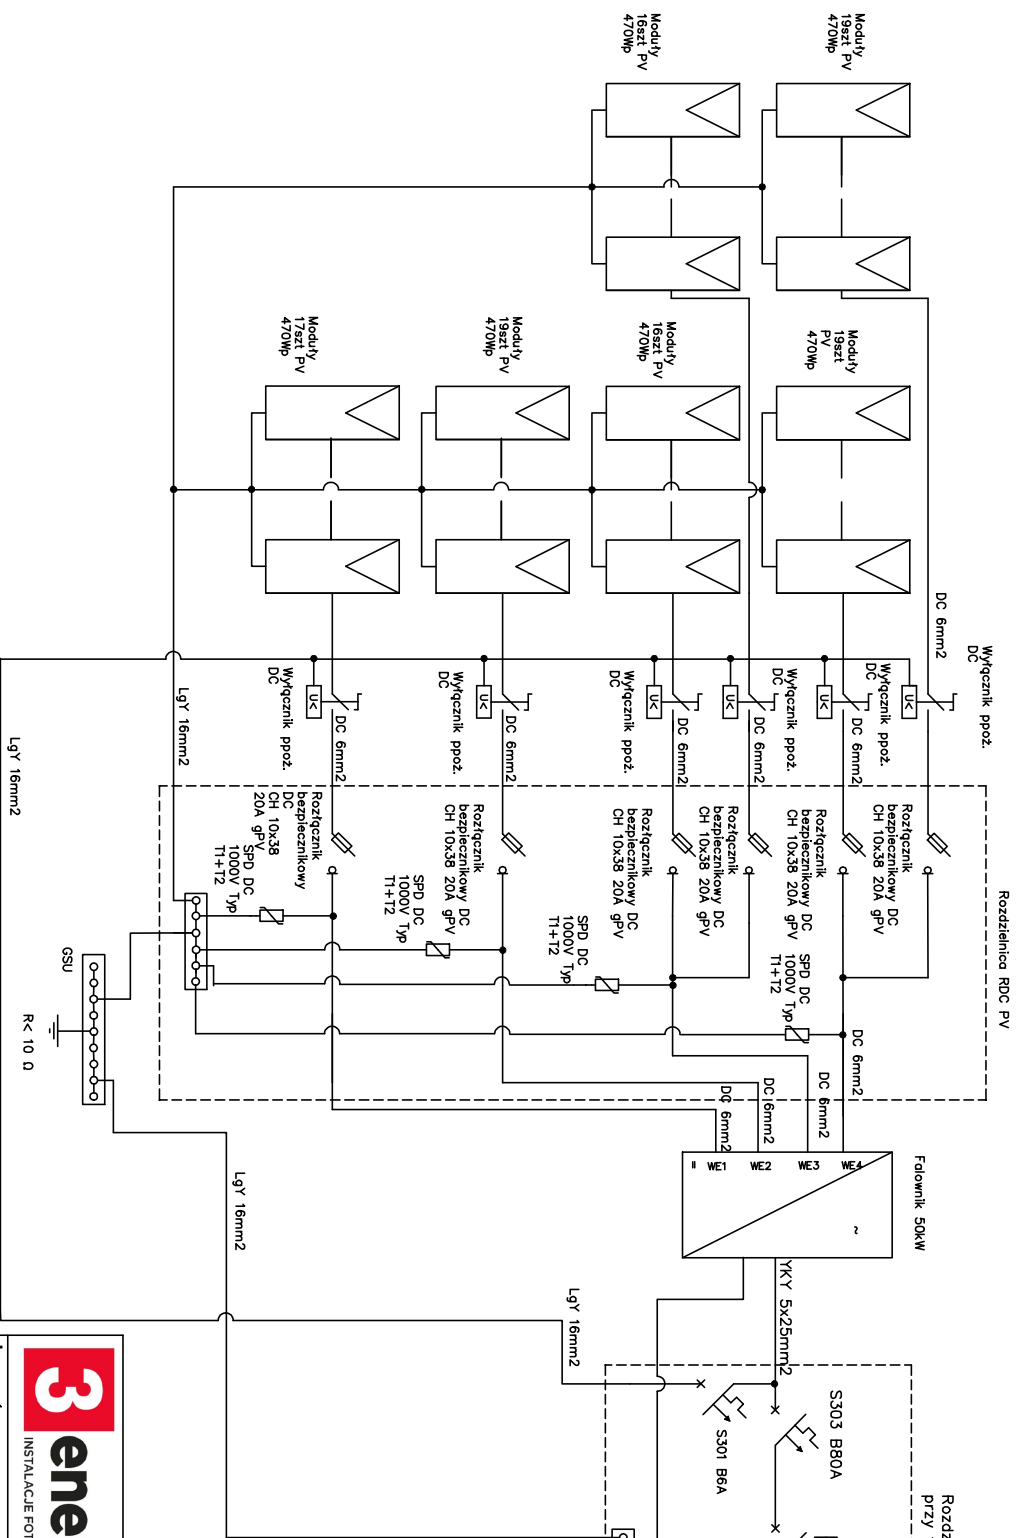 Moduły
19szt PV
470Wp
Moduły
16szt PV
470Wp
Moduły
19szt
PV
470Wp
Moduły
16szt PV
470Wp
Moduły
19szt PV
470Wp
Moduły
17szt PV
470Wp
DC 6mm2
Wyłącznik ppoż.
DC
Wyłącznik ppoż.
DC
Wyłącznik ppoż.
DC
Wyłącznik ppoż.
DC
Wyłącznik ppoż.
DC
Wyłącznik ppoż.
DC
U<
U<
U<
U<
U<
U<
DC 6mm2
DC 6mm2
DC 6mm2
DC 6mm2
DC 6mm2
LgY 16mm2
LgY 16mm2
Rozdzielnica RDC PV
Rozłącznik
bezpiecznikowy DC
CH 10x38 20A gPV
Rozłącznik
bezpiecznikowy DC
CH 10x38 20A gPV
Rozłącznik
bezpiecznikowy DC
CH 10x38 20A gPV
Rozłącznik
bezpiecznikowy DC
CH 10x38 20A gPV
Rozłącznik
bezpiecznikowy DC
CH 10x38 20A gPV
Rozłącznik
bezpiecznikowy
DC
CH 10x38
20A gPV
SPD DC
1000V Typ
T1+T2
SPD DC
1000V Typ
T1+T2
SPD DC
1000V Typ
T1+T2
SPD DC
1000V Typ
T1+T2
GSU
R< 10 Ω
DC 6mm2
DC 6mm2
DC 6mm2
DC 6mm2
Falownik 50kW
WE4
WE3
WE2
WE1
=
~
LgY 16mm2
YKY 5x25mm2
LgY 16mm2
S303 B80A
S301 B6A
Rozdz
przy
3 ene
INSTALACJE FOT